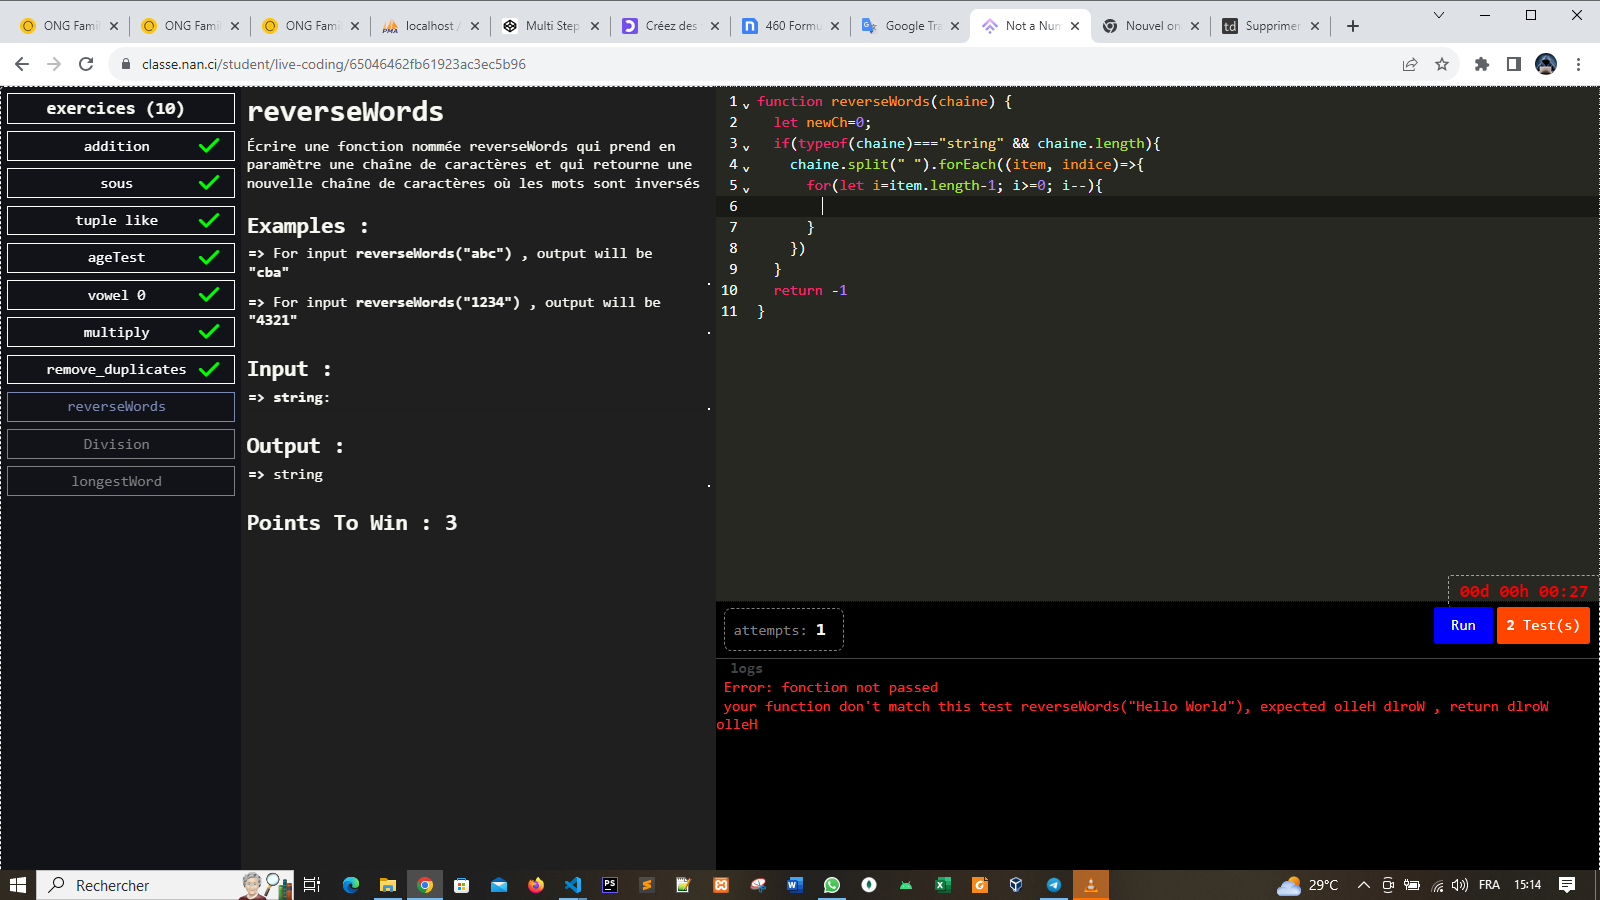 ONG Famil
ONG Famil
ONG Famil
localhost /
Multi Step
Créez des
460 Formu
Google Tra
Not a Num
Nouvel on
Supprimer
classe.nan.ci/student/live-coding/65046462fb61923ac3ec5b96
exercices (10)
addition
sous
tuple like
ageTest
vowel 0
multiply
remove_duplicates
reverseWords
Division
longestWord
reverseWords
Écrire une fonction nommée reverseWords qui prend en
paramètre une chaîne de caractères et qui retourne une
nouvelle chaîne de caractères où les mots sont inversés
Examples :
=> For input reverseWords("abc") , output will be
"cba"
=> For input reverseWords("1234") , output will be
"4321"
Input :
=> string:
Output :
=> string
Points To Win : 3
1 function reverseWords(chaine) {
2 let newCh=0;
3 if(typeof(chaine)==="string" && chaine.length){
4 chaine.split(" ").forEach((item, indice)=>{
5 for(let i=item.length-1; i>=0; i--){
6
7 }
8 })
9 }
10 return -1
11 }
00d 00h 00:27
attempts: 1
Run
2 Test(s)
logs
Error: fonction not passed
your function don't match this test reverseWords("Hello World"), expected olleH dlroW , return dlroW
olleH
Rechercher
29°C
FRA
15:14